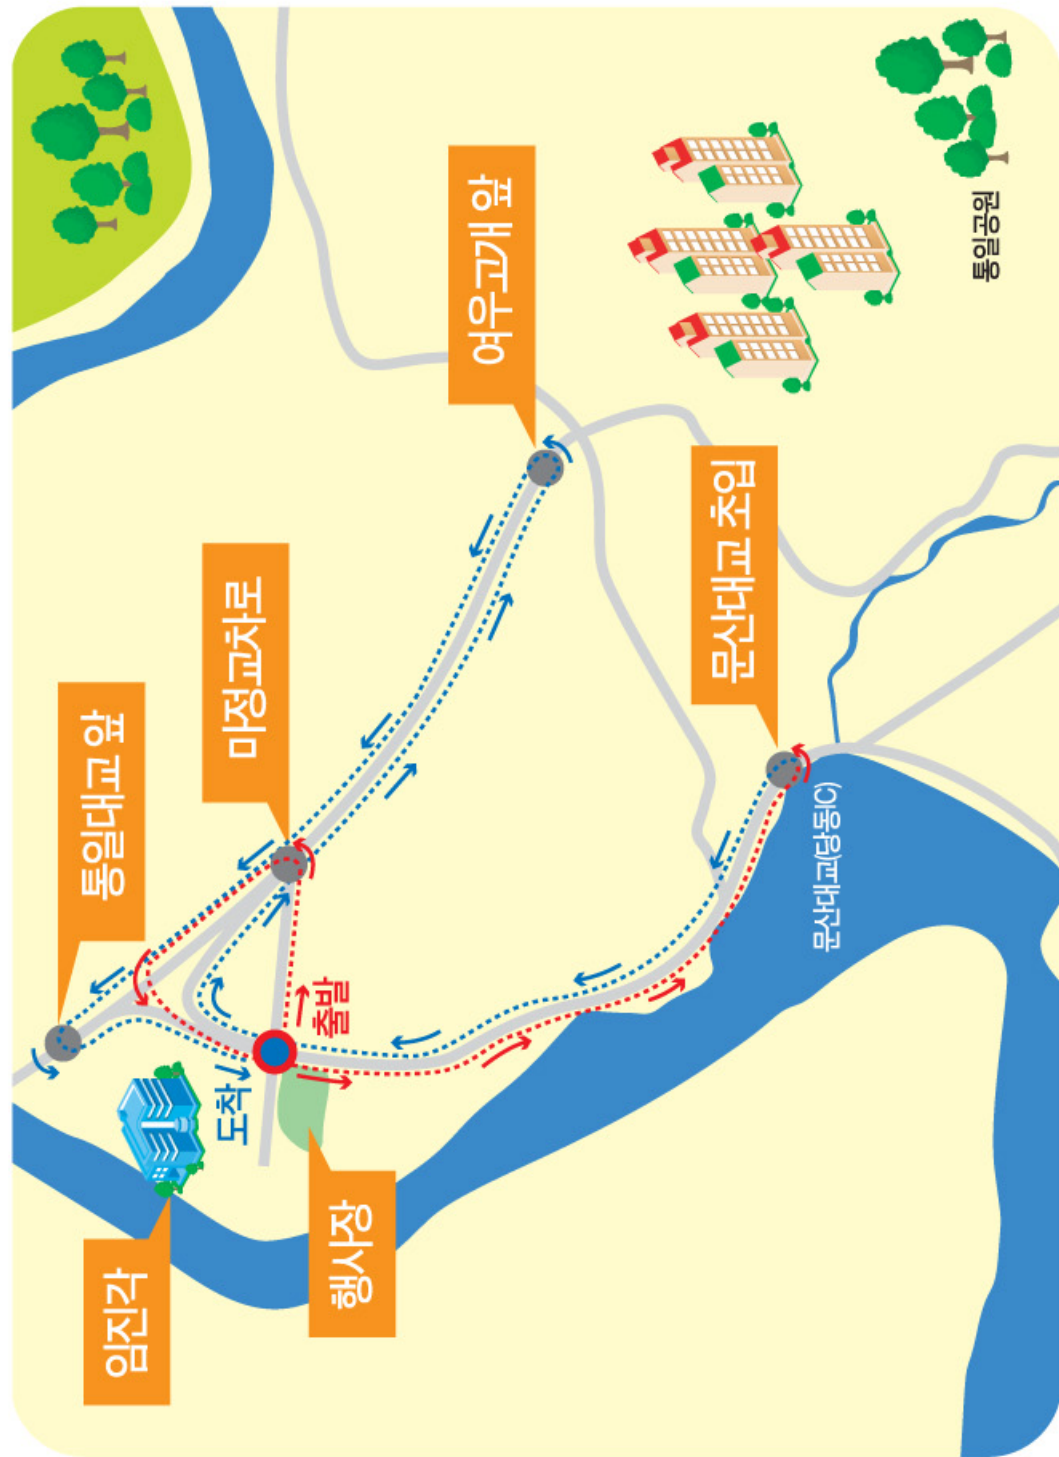 임진각
통일대교 앞
도착
행사장
출발
마정교차로
여우고개 앞
문산대교 초입
문산대교(당동IC)
통일공원